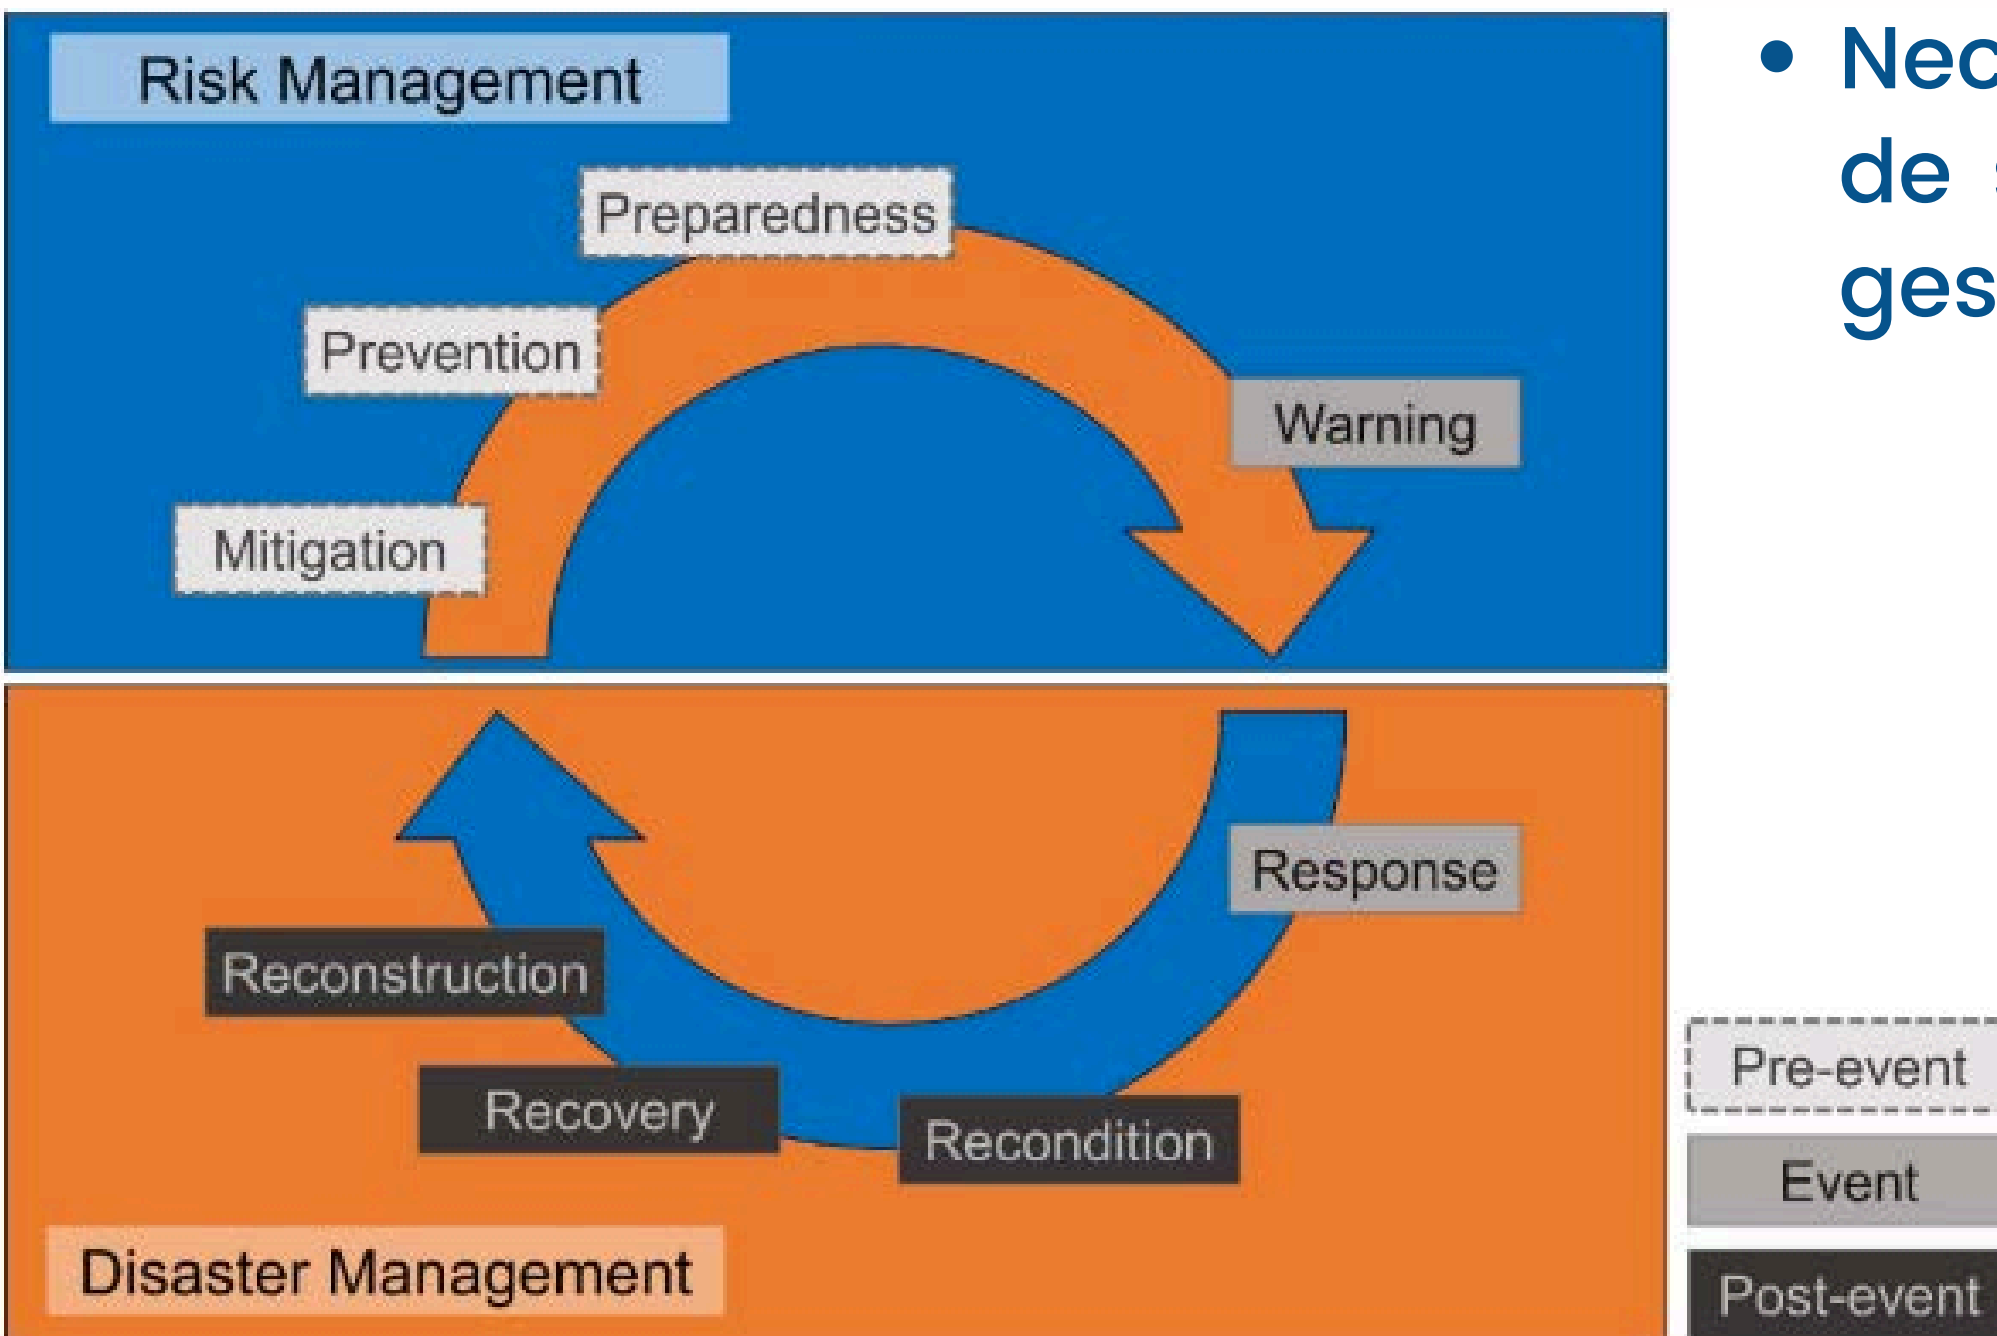 Risk Management
Preparedness
Prevention
Warning
Mitigation
Response
Reconstruction
Recovery
Recondition
Disaster Management
• Nec
de s
ges
Pre-event
Event
Post-event